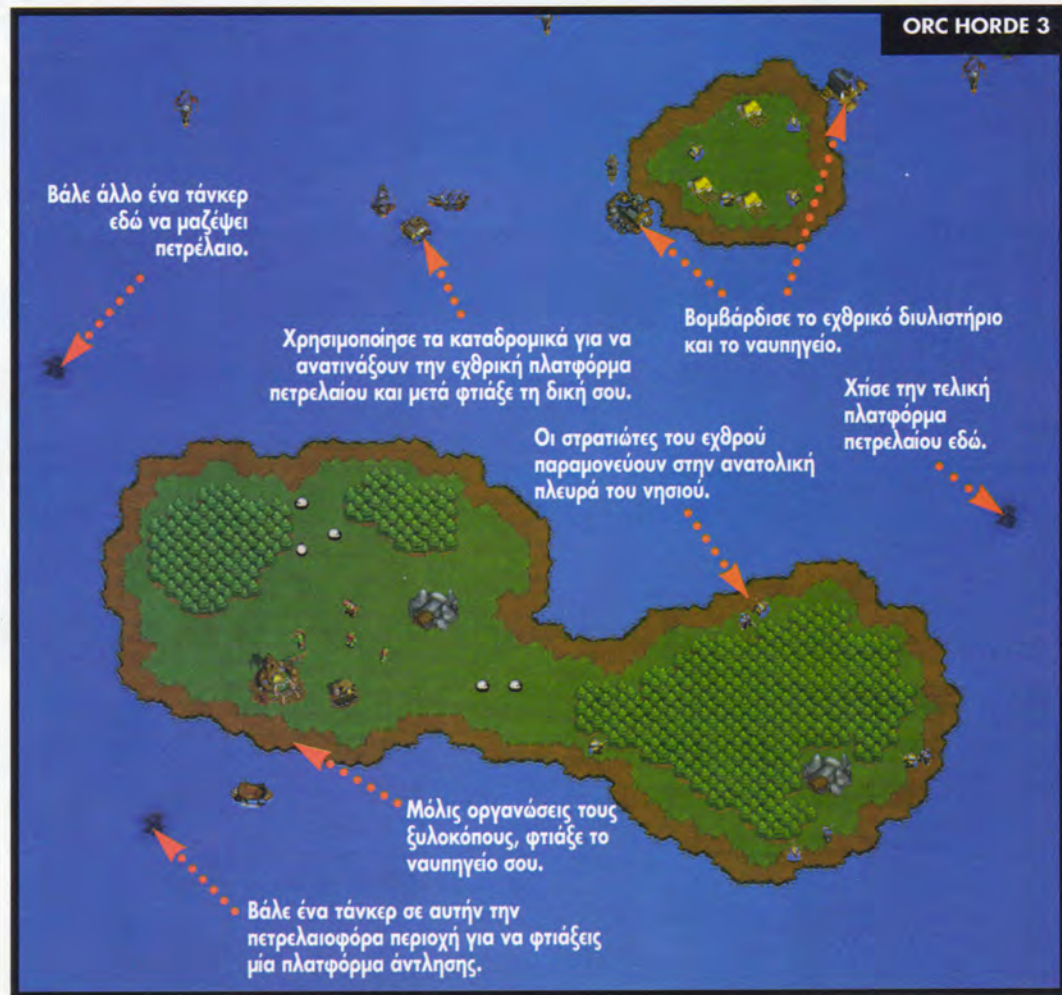 ORC HORDE 3
Βάλε άλλο ένα τάνκερ
εδώ να μαζέψει
πετρέλαιο.
Χρησιμοποίησε τα καταδρομικά για να
ανατινάξουν την εχθρική πλατφόρμα
πετρελαίου και μετά φτιάξε τη δική σου.
Βομβάρδισε το εχθρικό διυλιστήριο
και το ναυπηγείο.
Χτίσε την τελική
πλατφόρμα
πετρελαίου εδώ.
Οι στρατιώτες του εχθρού
παραμονεύουν στην ανατολική
πλευρά του νησιού.
Μόλις οργανώσεις τους
ξυλοκόπους, φτιάξε το
ναυπηγείο σου.
Βάλε ένα τάνκερ σε αυτήν την
πετρελαιοφόρα περιοχή για να φτιάξεις
μία πλατφόρμα άντλησης.